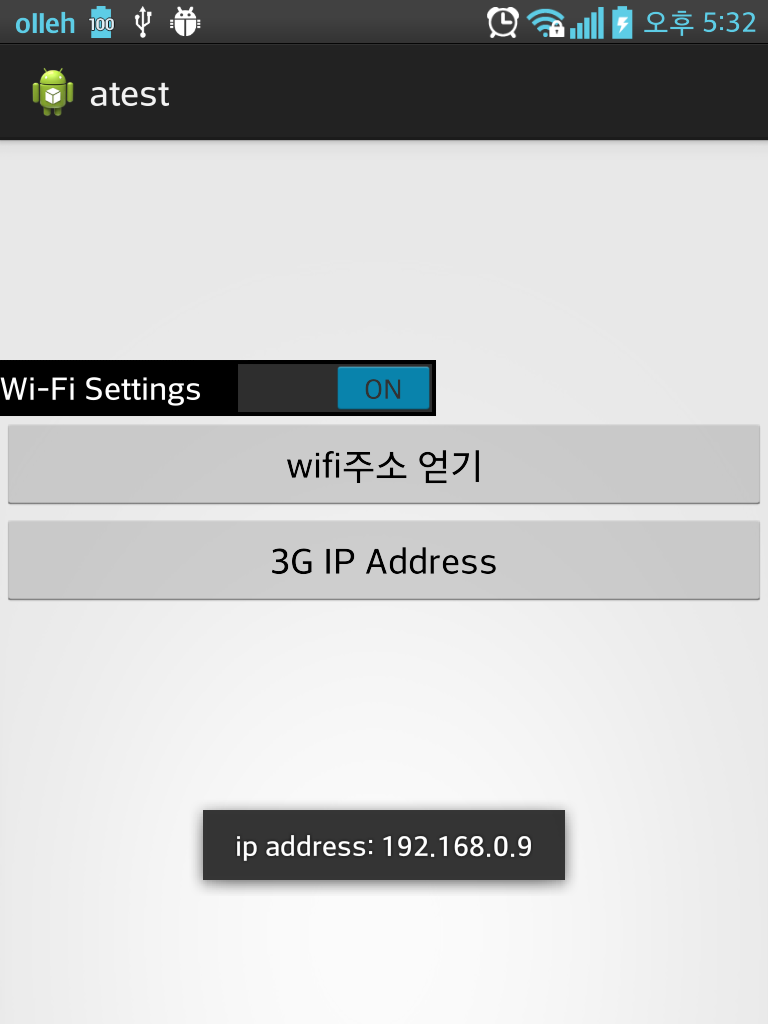 olleh 100 오후 5:32
atest
Wi-Fi Settings ON
wifi주소 얻기
3G IP Address
ip address: 192.168.0.9